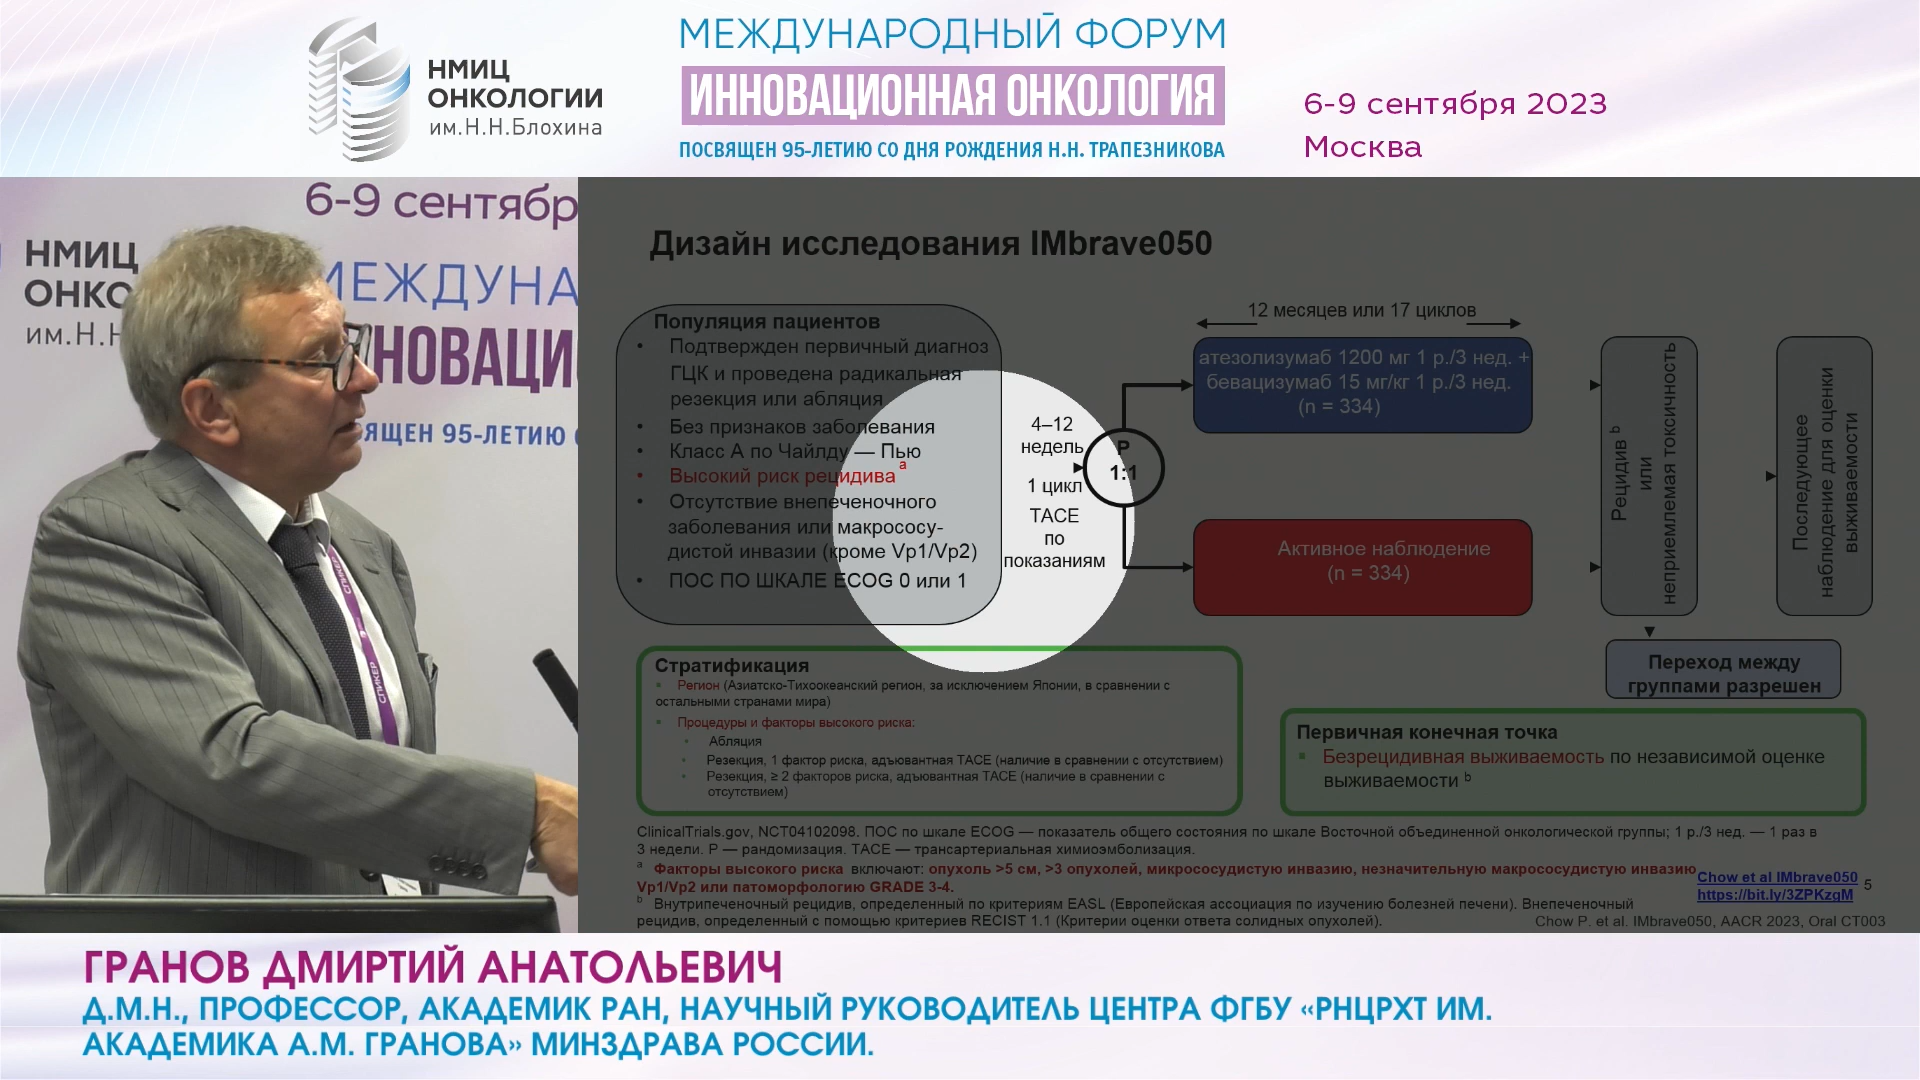 НМИЦ
ОНКОЛОГИИ
им.Н.Н.Блохина
МЕЖДУНАРОДНЫЙ ФОРУМ
ИННОВАЦИОННАЯ ОНКОЛОГИЯ
ПОСВЯЩЕН 95-ЛЕТИЮ СО ДНЯ РОЖДЕНИЯ Н.Н. ТРАПЕЗНИКОВА
6-9 сентября 2023
Москва
6-9 сентябр
НМИЦ
ОНКО
им.Н.Н
МЕЖДУНА
НОВАЦИ
ЯЩЕН 95-ЛЕТИЮ
СПИКЕР
Дизайн исследования IMbrave050
Популяция пациентов
• Подтвержден первичный диагноз
ГЦК и проведена радикальная
резекция или абляция
• Без признаков заболевания
• Класс А по Чайлду — Пью
• Высокий риск рецидива a
• Отсутствие внепеченочного
заболевания или макрососу-
дистой инвазии (кроме Vp1/Vp2)
• ПОС ПО ШКАЛЕ ECOG 0 или 1
4–12
недель
1 цикл
TACE
по
показаниям
Р
1:1
12 месяцев или 17 циклов
атезолизумаб 1200 мг 1 р./3 нед. +
бевацизумаб 15 мг/кг 1 р./3 нед.
(n = 334)
Активное наблюдение
(n = 334)
Рецидив b
или
неприемлемая токсичность
Последующее
наблюдение для оценки
выживаемости
Переход между
группами разрешен
Стратификация
▪ Регион (Азиатско-Тихоокеанский регион, за исключением Японии, в сравнении с
остальными странами мира)
▪ Процедуры и факторы высокого риска:
• Абляция
• Резекция, 1 фактор риска, адъювантная TACE (наличие в сравнении с отсутствием)
• Резекция, ≥ 2 факторов риска, адъювантная TACE (наличие в сравнении с
отсутствием)
Первичная конечная точка
▪ Безрецидивная выживаемость по независимой оценке
выживаемости b
ClinicalTrials.gov, NCT04102098. ПОС по шкале ECOG — показатель общего состояния по шкале Восточной объединенной онкологической группы; 1 р./3 нед. — 1 раз в
3 недели. Р — рандомизация. TACE — трансартериальная химиоэмболизация.
a Факторы высокого риска включают: опухоль >5 см, >3 опухолей, микрососудистую инвазию, незначительную макрососудистую инвазию
Vp1/Vp2 или патоморфологию GRADE 3-4.
b Внутрипеченочный рецидив, определенный по критериям EASL (Европейская ассоциация по изучению болезней печени). Внепеченочный
рецидив, определенный с помощью критериев RECIST 1.1 (Критерии оценки ответа солидных опухолей).
Chow et al IMbrave050
https://bit.ly/3ZPKzgM
5
Chow P. et al. IMbrave050, AACR 2023, Oral CT003
ГРАНОВ ДМИРТИЙ АНАТОЛЬЕВИЧ
Д.М.Н., ПРОФЕССОР, АКАДЕМИК РАН, НАУЧНЫЙ РУКОВОДИТЕЛЬ ЦЕНТРА ФГБУ «РНЦРХТ ИМ.
АКАДЕМИКА А.М. ГРАНОВА» МИНЗДРАВА РОССИИ.